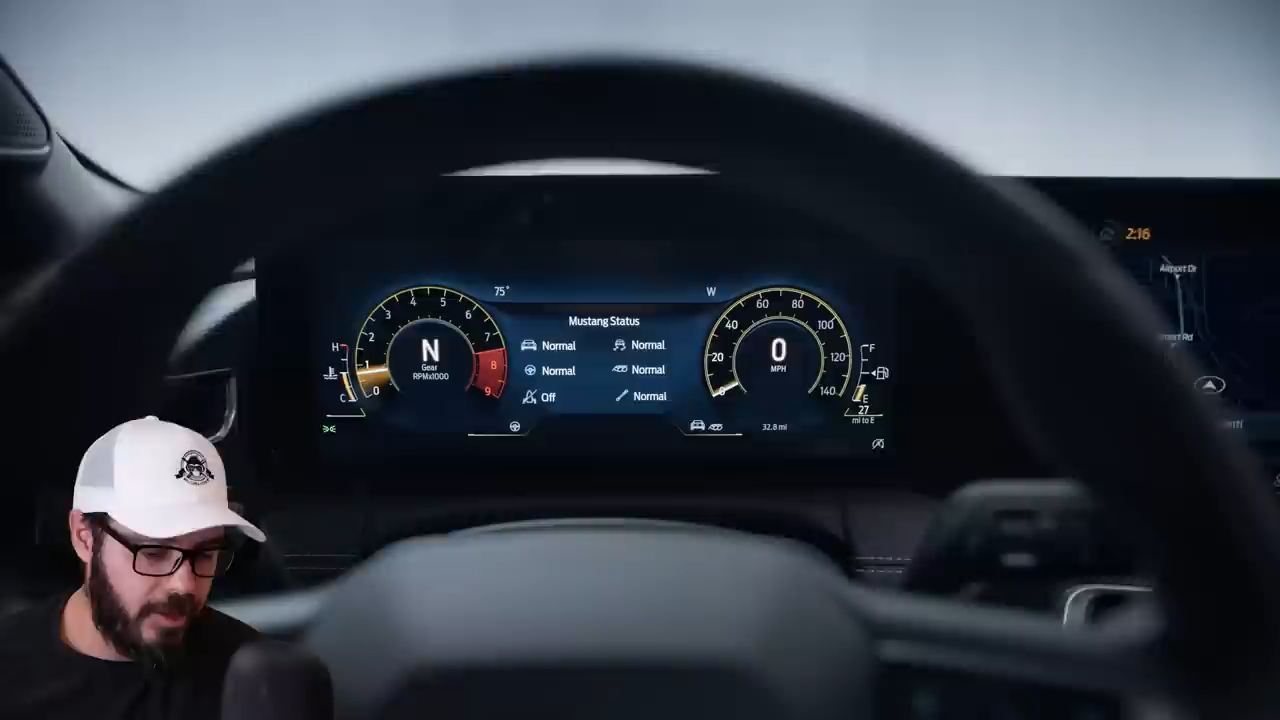 2:16
Airport Dr
75°
W
Mustang Status
Normal
Normal
Normal
Normal
Off
Normal
0
1
2
3
4
5
6
7
8
9
N
Gear
RPMx1000
H
C
0
20
40
60
80
100
120
140
0
MPH
F
E
27
mi to E
32.8 mi